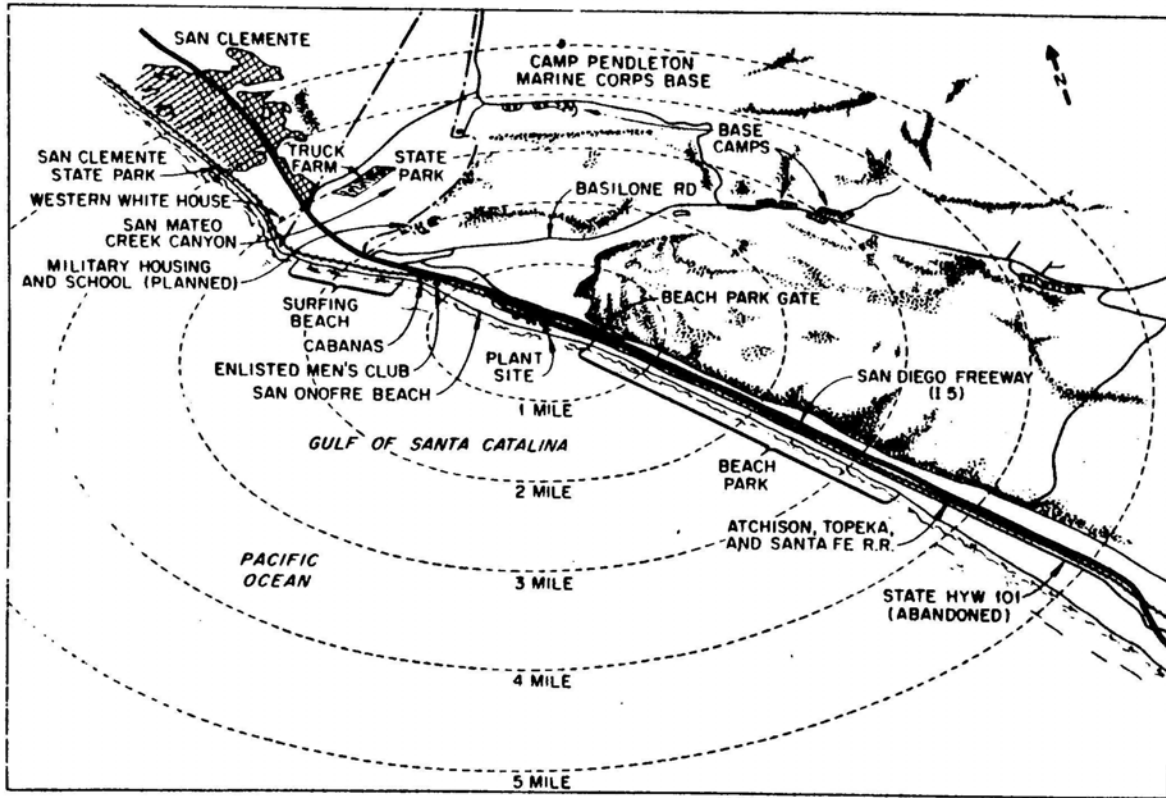 SAN CLEMENTE
CAMP PENDLETON
MARINE CORPS BASE
N
TRUCK
FARM
STATE
PARK
BASE
CAMPS
SAN CLEMENTE
STATE PARK
WESTERN WHITE HOUSE
BASILONE RD
SAN MATEO
CREEK CANYON
MILITARY HOUSING
AND SCHOOL (PLANNED)
SURFING
BEACH
CABANAS
BEACH PARK GATE
ENLISTED MEN'S CLUB
SAN ONOFRE BEACH
PLANT
SITE
SAN DIEGO FREEWAY
(I 5)
1 MILE
GULF OF SANTA CATALINA
BEACH
PARK
2 MILE
ATCHISON, TOPEKA,
AND SANTA FE R.R.
PACIFIC
OCEAN
3 MILE
STATE HYW 101
(ABANDONED)
4 MILE
5 MILE